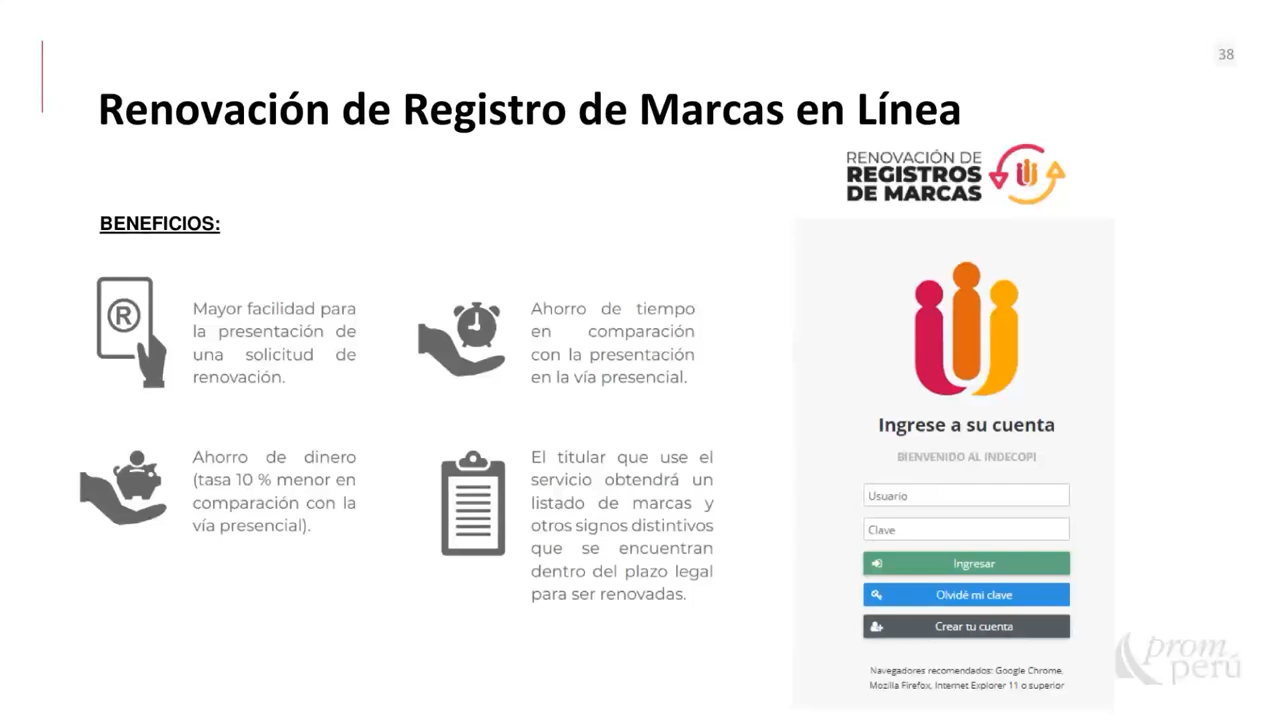 38
Renovación de Registro de Marcas en Línea
RENOVACIÓN DE
REGISTROS
DE MARCAS
BENEFICIOS:
R
Mayor facilidad para
la presentación de
una solicitud de
renovación.
Ahorro de tiempo
en comparación
con la presentación
en la vía presencial.
Ahorro de dinero
(tasa 10 % menor en
comparación con la
vía presencial).
El titular que use el
servicio obtendrá un
listado de marcas y
otros signos distintivos
que se encuentran
dentro del plazo legal
para ser renovadas.
Ingrese a su cuenta
BIENVENIDO AL INDECOPI
Usuario
Clave
Ingresar
Olvidé mi clave
Crear tu cuenta
Navegadores recomendados: Google Chrome,
Mozilla Firefox, Internet Explorer 11 o superior
prom
perú